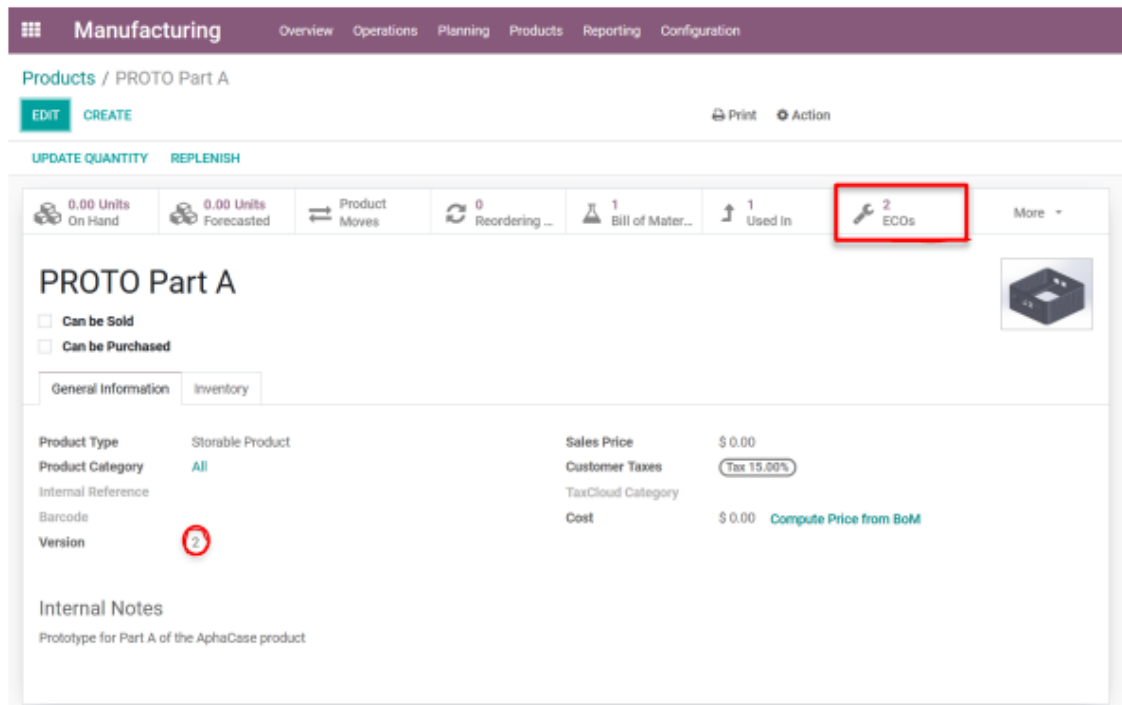 Manufacturing Overview Operations Planning Products Reporting Configuration
Products / PROTO Part A
EDIT CREATE Print Action
UPDATE QUANTITY REPLENISH
0.00 Units On Hand
0.00 Units Forecasted
Product Moves
0 Reordering ...
1 Bill of Mater...
1 Used In
2 ECOs
More
PROTO Part A
Can be Sold
Can be Purchased
General Information Inventory
Product Type Storable Product
Product Category All
Internal Reference
Barcode
Version 2
Sales Price $ 0.00
Customer Taxes Tax 15.00%
TaxCloud Category
Cost $ 0.00 Compute Price from BoM
Internal Notes
Prototype for Part A of the AphaCase product